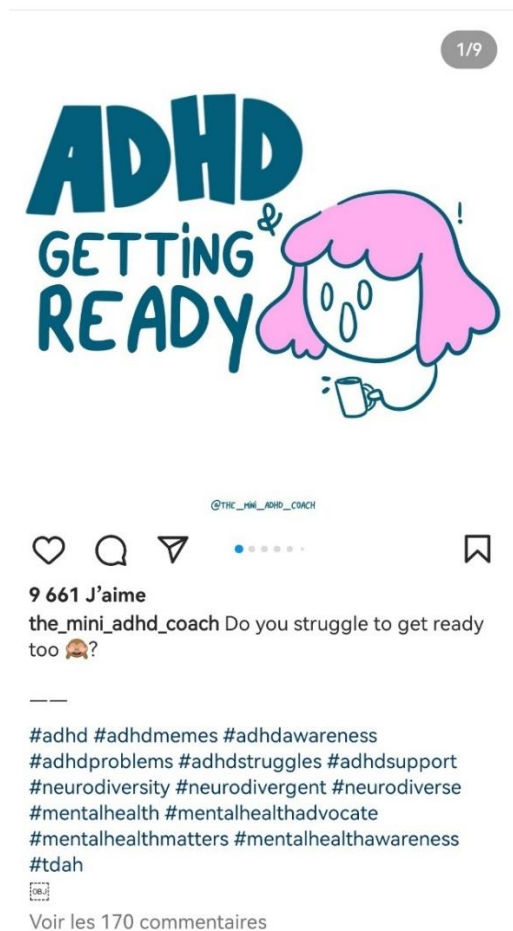 1/9
ADHD
&
GETTING
READY
!
@THE_MINI_ADHD_COACH
9 661 J’aime
the_mini_adhd_coach Do you struggle to get ready
too 🙈?
——
#adhd #adhdmemes #adhdawareness
#adhdproblems #adhdstruggles #adhdsupport
#neurodiversity #neurodivergent #neurodiverse
#mentalhealth #mentalhealthadvocate
#mentalhealthmatters #mentalhealthawareness
#tdah
OBJ
Voir les 170 commentaires